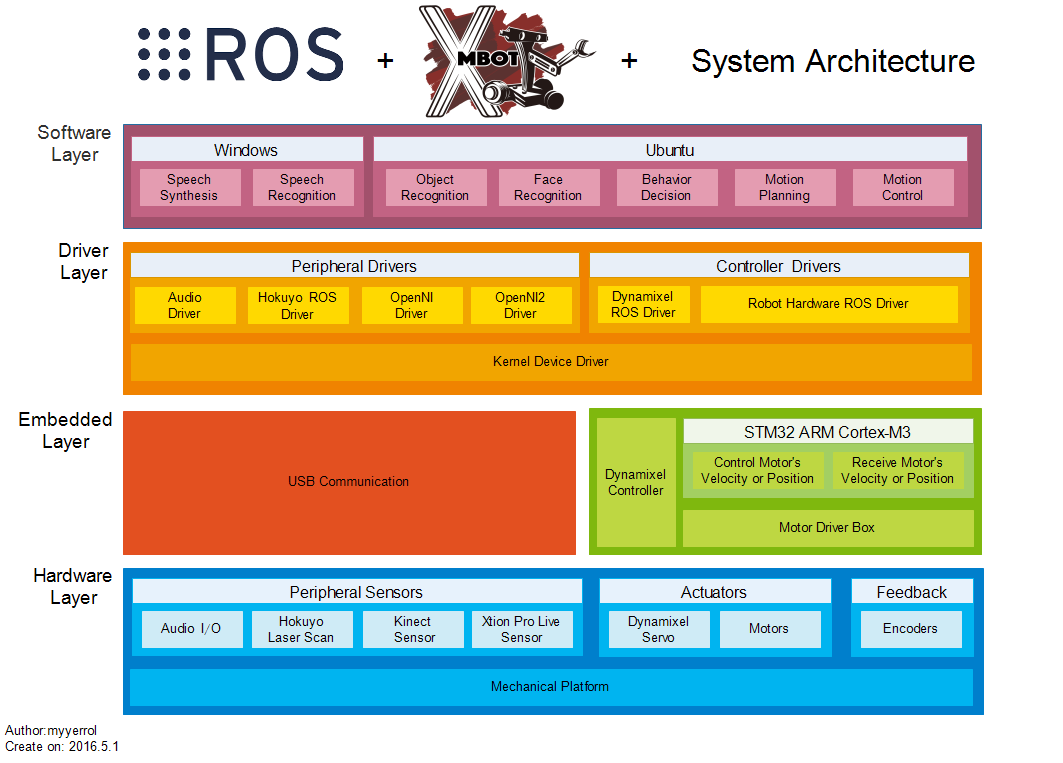 ROS + XMBOT + System Architecture
Software
Layer
Windows
Ubuntu
Speech
Synthesis
Speech
Recognition
Object
Recognition
Face
Recognition
Behavior
Decision
Motion
Planning
Motion
Control
Driver
Layer
Peripheral Drivers
Controller Drivers
Audio
Driver
Hokuyo ROS
Driver
OpenNI
Driver
OpenNI2
Driver
Dynamixel
ROS Driver
Robot Hardware ROS Driver
Kernel Device Driver
Embedded
Layer
USB Communication
Dynamixel
Controller
STM32 ARM Cortex-M3
Control Motor's
Velocity or Position
Receive Motor's
Velocity or Position
Motor Driver Box
Hardware
Layer
Peripheral Sensors
Actuators
Feedback
Audio I/O
Hokuyo
Laser Scan
Kinect
Sensor
Xtion Pro Live
Sensor
Dynamixel
Servo
Motors
Encoders
Mechanical Platform
Author:myyerrol
Create on: 2016.5.1